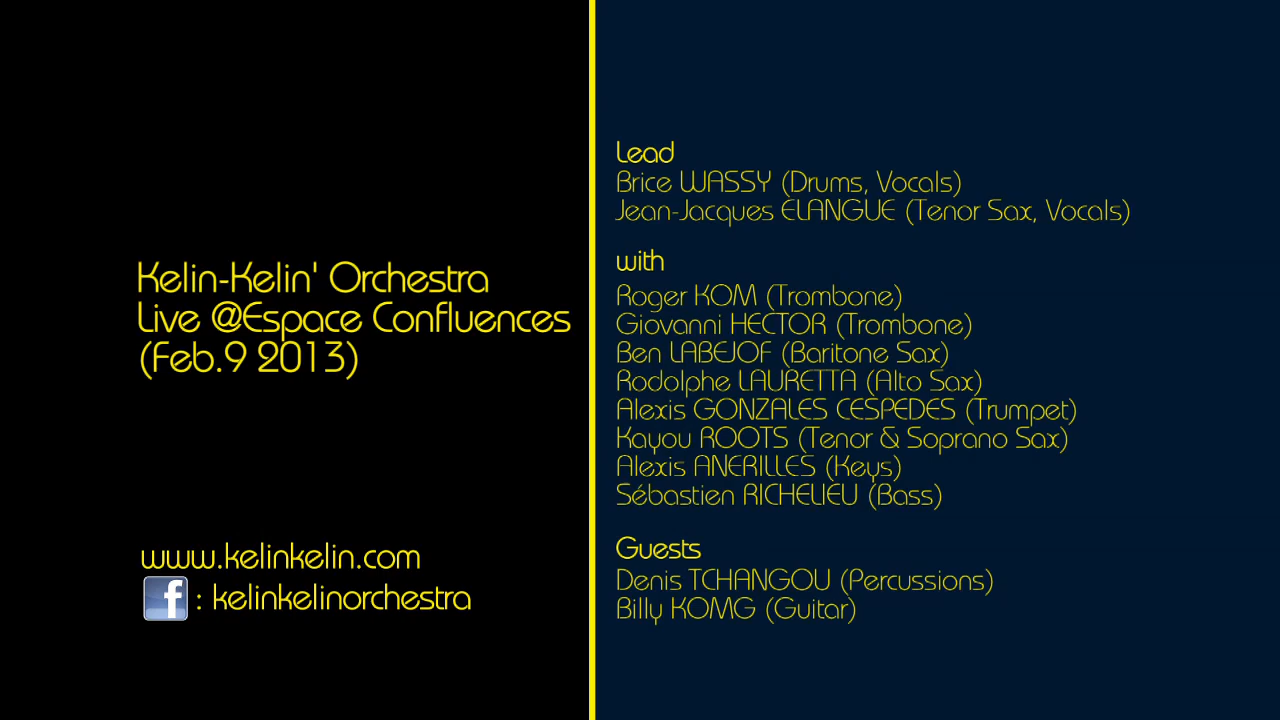 Kelin-Kelin' Orchestra
Live @Espace Confluences
(Feb.9 2013)
www.kelinkelin.com
f : kelinkelinorchestra
Lead
Brice WASSY (Drums, Vocals)
Jean-Jacques ELANGUE (Tenor Sax, Vocals)
with
Roger KOM (Trombone)
Giovanni HECTOR (Trombone)
Ben LABEJOF (Baritone Sax)
Rodolphe LAURETTA (Alto Sax)
Alexis GONZALES CESPEDES (Trumpet)
Kayou ROOTS (Tenor & Soprano Sax)
Alexis ANERILLES (Keys)
Sébastien RICHELIEU (Bass)
Guests
Denis TCHANGOU (Percussions)
Billy KOMG (Guitar)